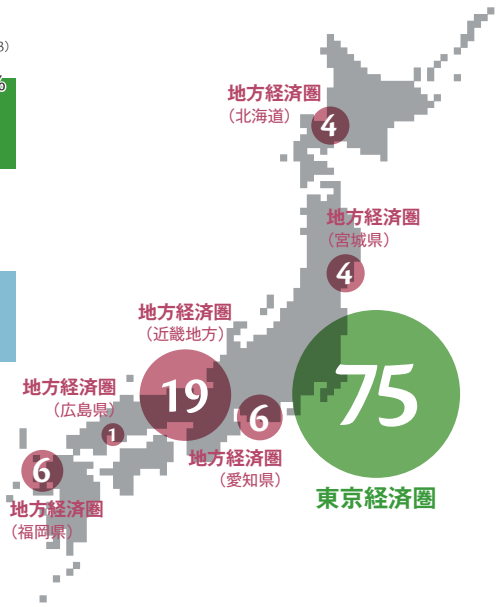 3）
%
地方経済圏
（北海道）
4
地方経済圏
（宮城県）
4
地方経済圏
（近畿地方）
19
75
東京経済圏
地方経済圏
（広島県）
1
6
地方経済圏
（愛知県）
6
地方経済圏
（福岡県）